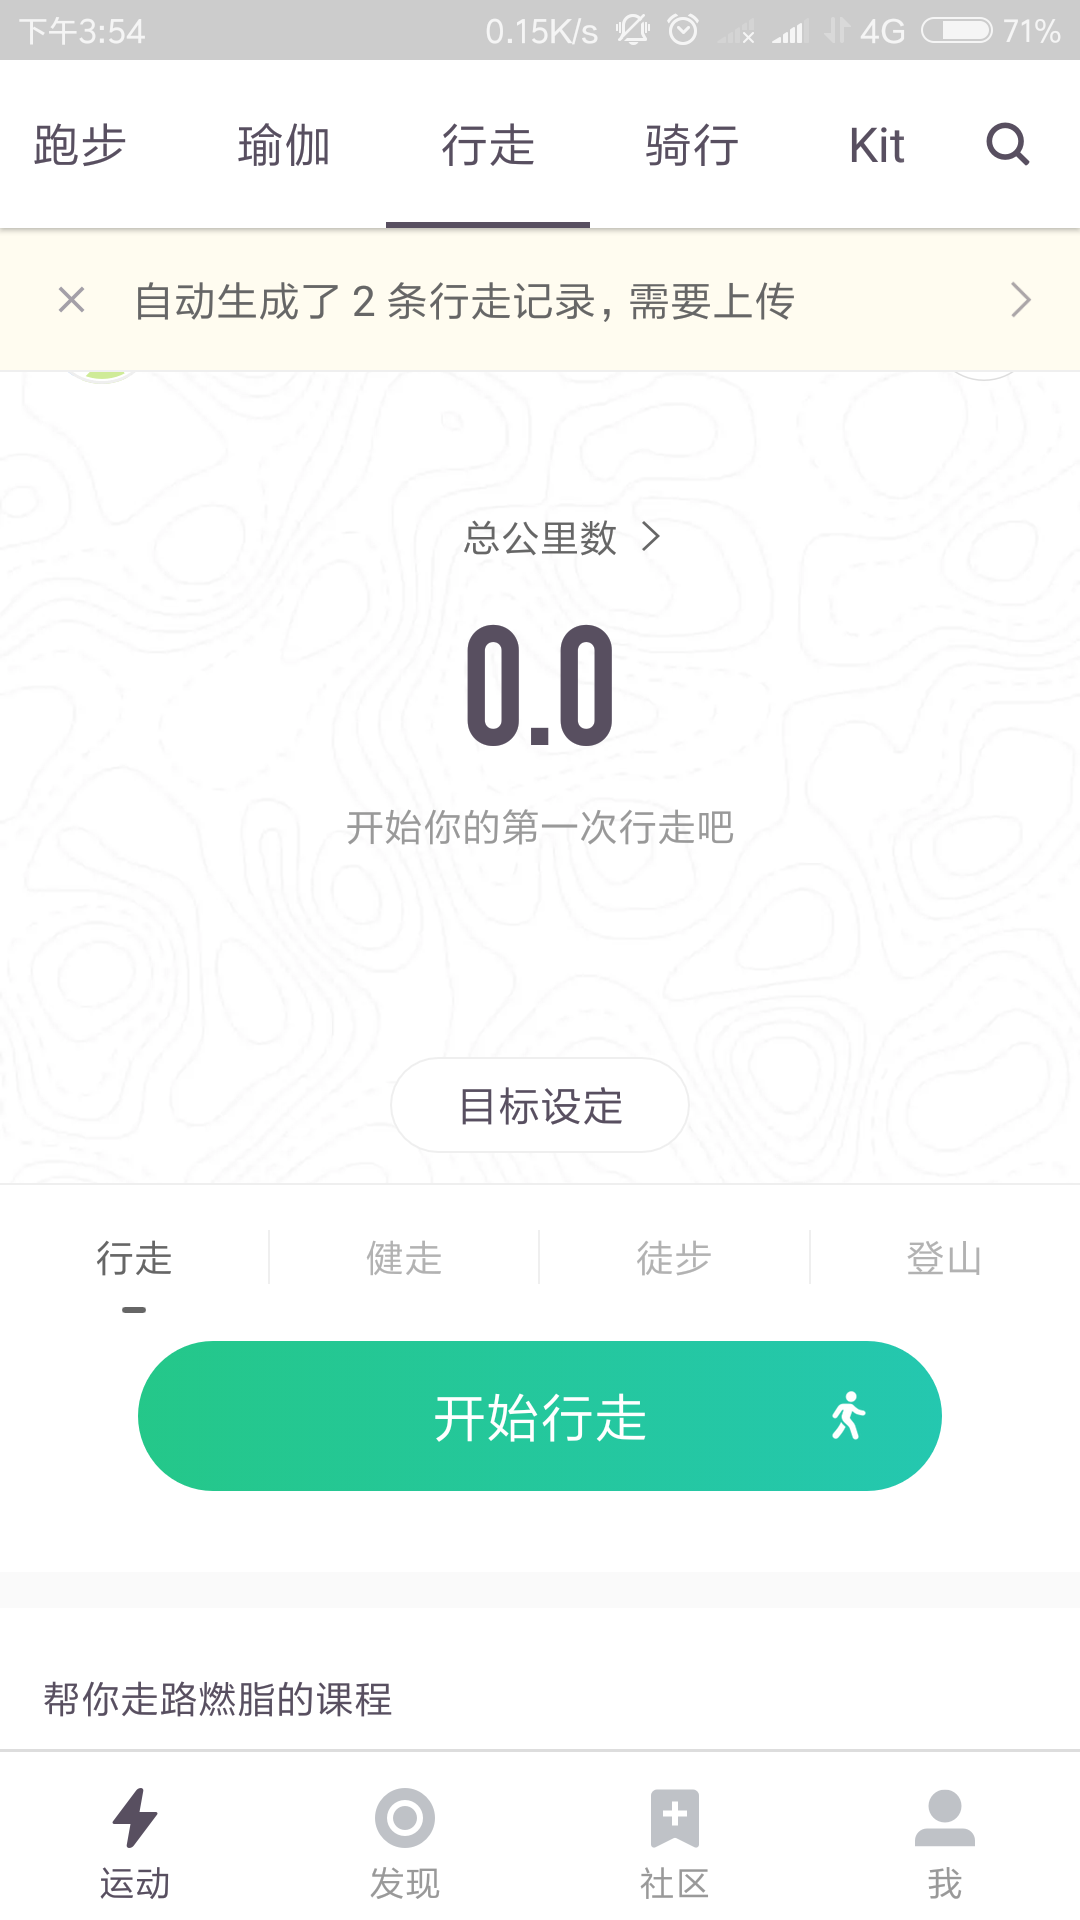 下午3:54 0.15K/s 4G 71%
跑步 瑜伽 行走 骑行 Kit
自动生成了 2 条行走记录，需要上传
总公里数
0.0
开始你的第一次行走吧
目标设定
行走 健走 徒步 登山
开始行走
帮你走路燃脂的课程
运动 发现 社区 我